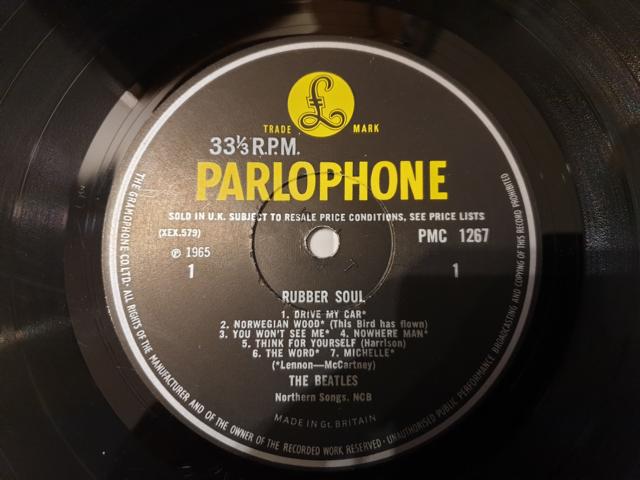 £
TRADE MARK
33⅓ R.P.M.
PARLOPHONE
SOLD IN U.K. SUBJECT TO RESALE PRICE CONDITIONS, SEE PRICE LISTS
(XEX.579) PMC 1267
℗ 1965
1 1
RUBBER SOUL
1. DRIVE MY CAR*
2. NORWEGIAN WOOD* (This Bird has flown)
3. YOU WON'T SEE ME* 4. NOWHERE MAN*
5. THINK FOR YOURSELF (Harrison)
6. THE WORD* 7. MICHELLE*
(*Lennon—McCartney)
THE BEATLES
Northern Songs, NCB
MADE IN Gt. BRITAIN
THE GRAMOPHONE CO. LTD· ALL RIGHTS OF THE MANUFACTURER AND OF THE OWNER OF THE RECORDED WORK RESERVED · UNAUTHORISED PUBLIC PERFORMANCE BROADCASTING AND COPYING OF THIS RECORD PROHIBITED